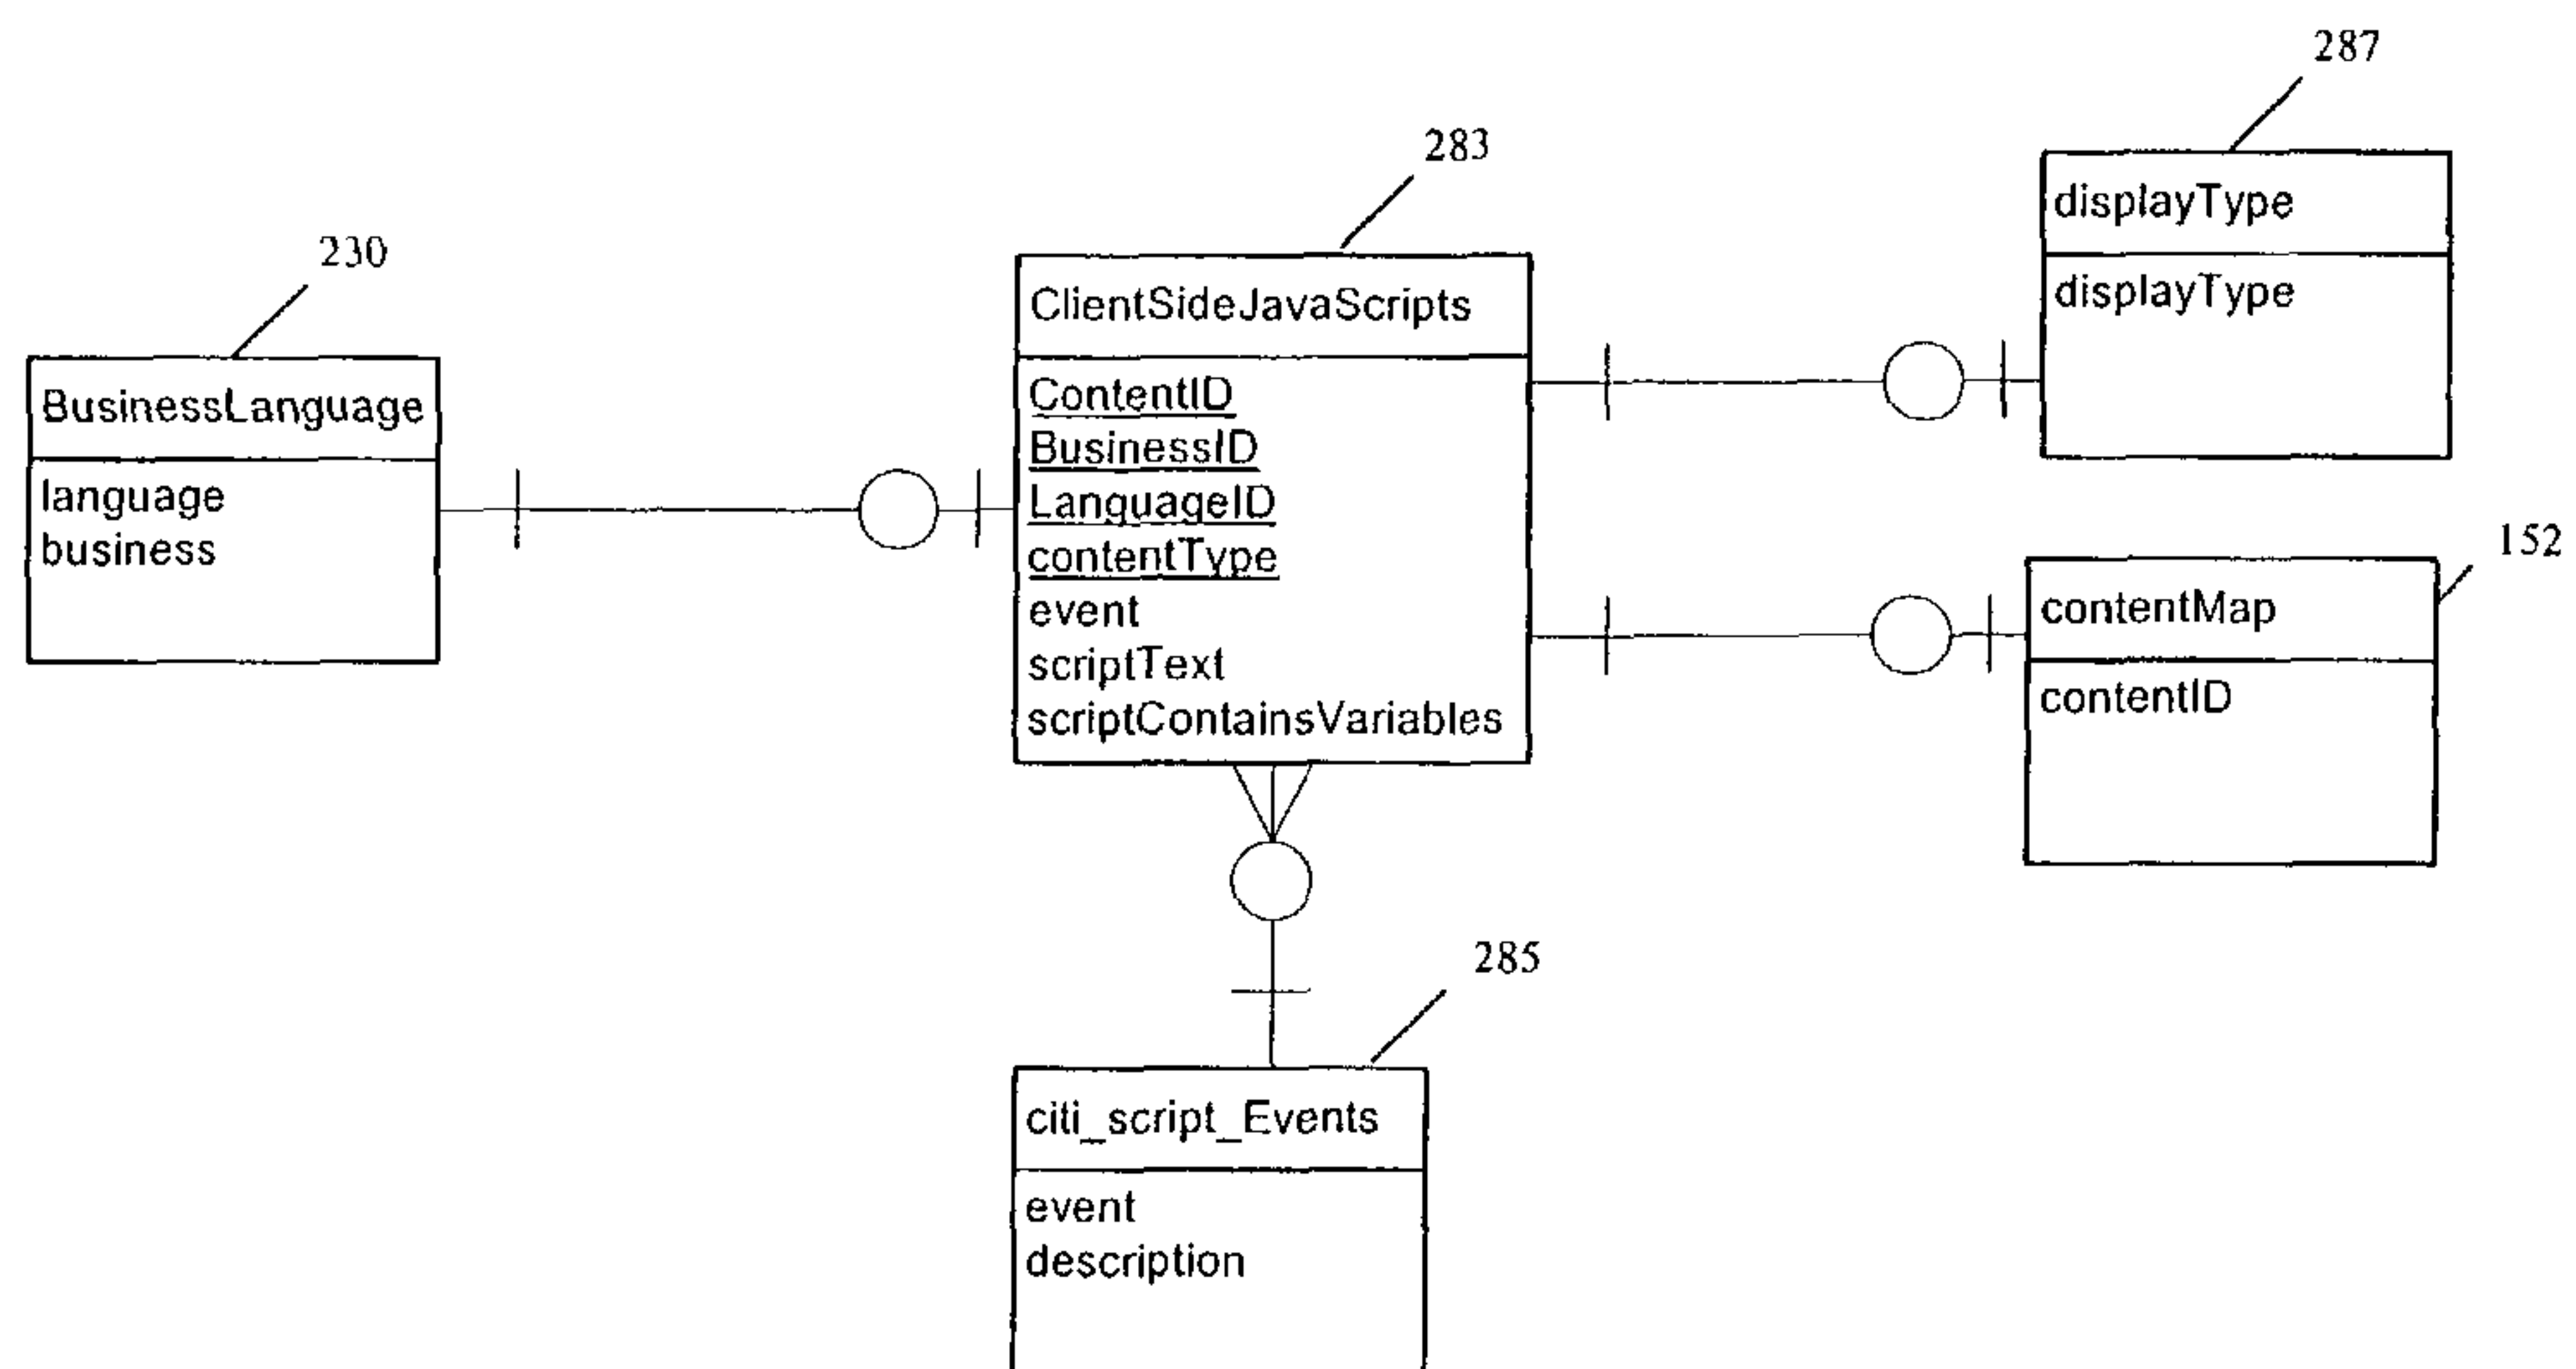 287
283
displayType
230
displayType
ClientSideJavaScripts
BusinessLanguage
ContentID
BusinessID
LanguageID
contentType
event
scriptText
scriptContainsVariables
language
business
152
contentMap
contentID
285
citi_script_Events
event
description